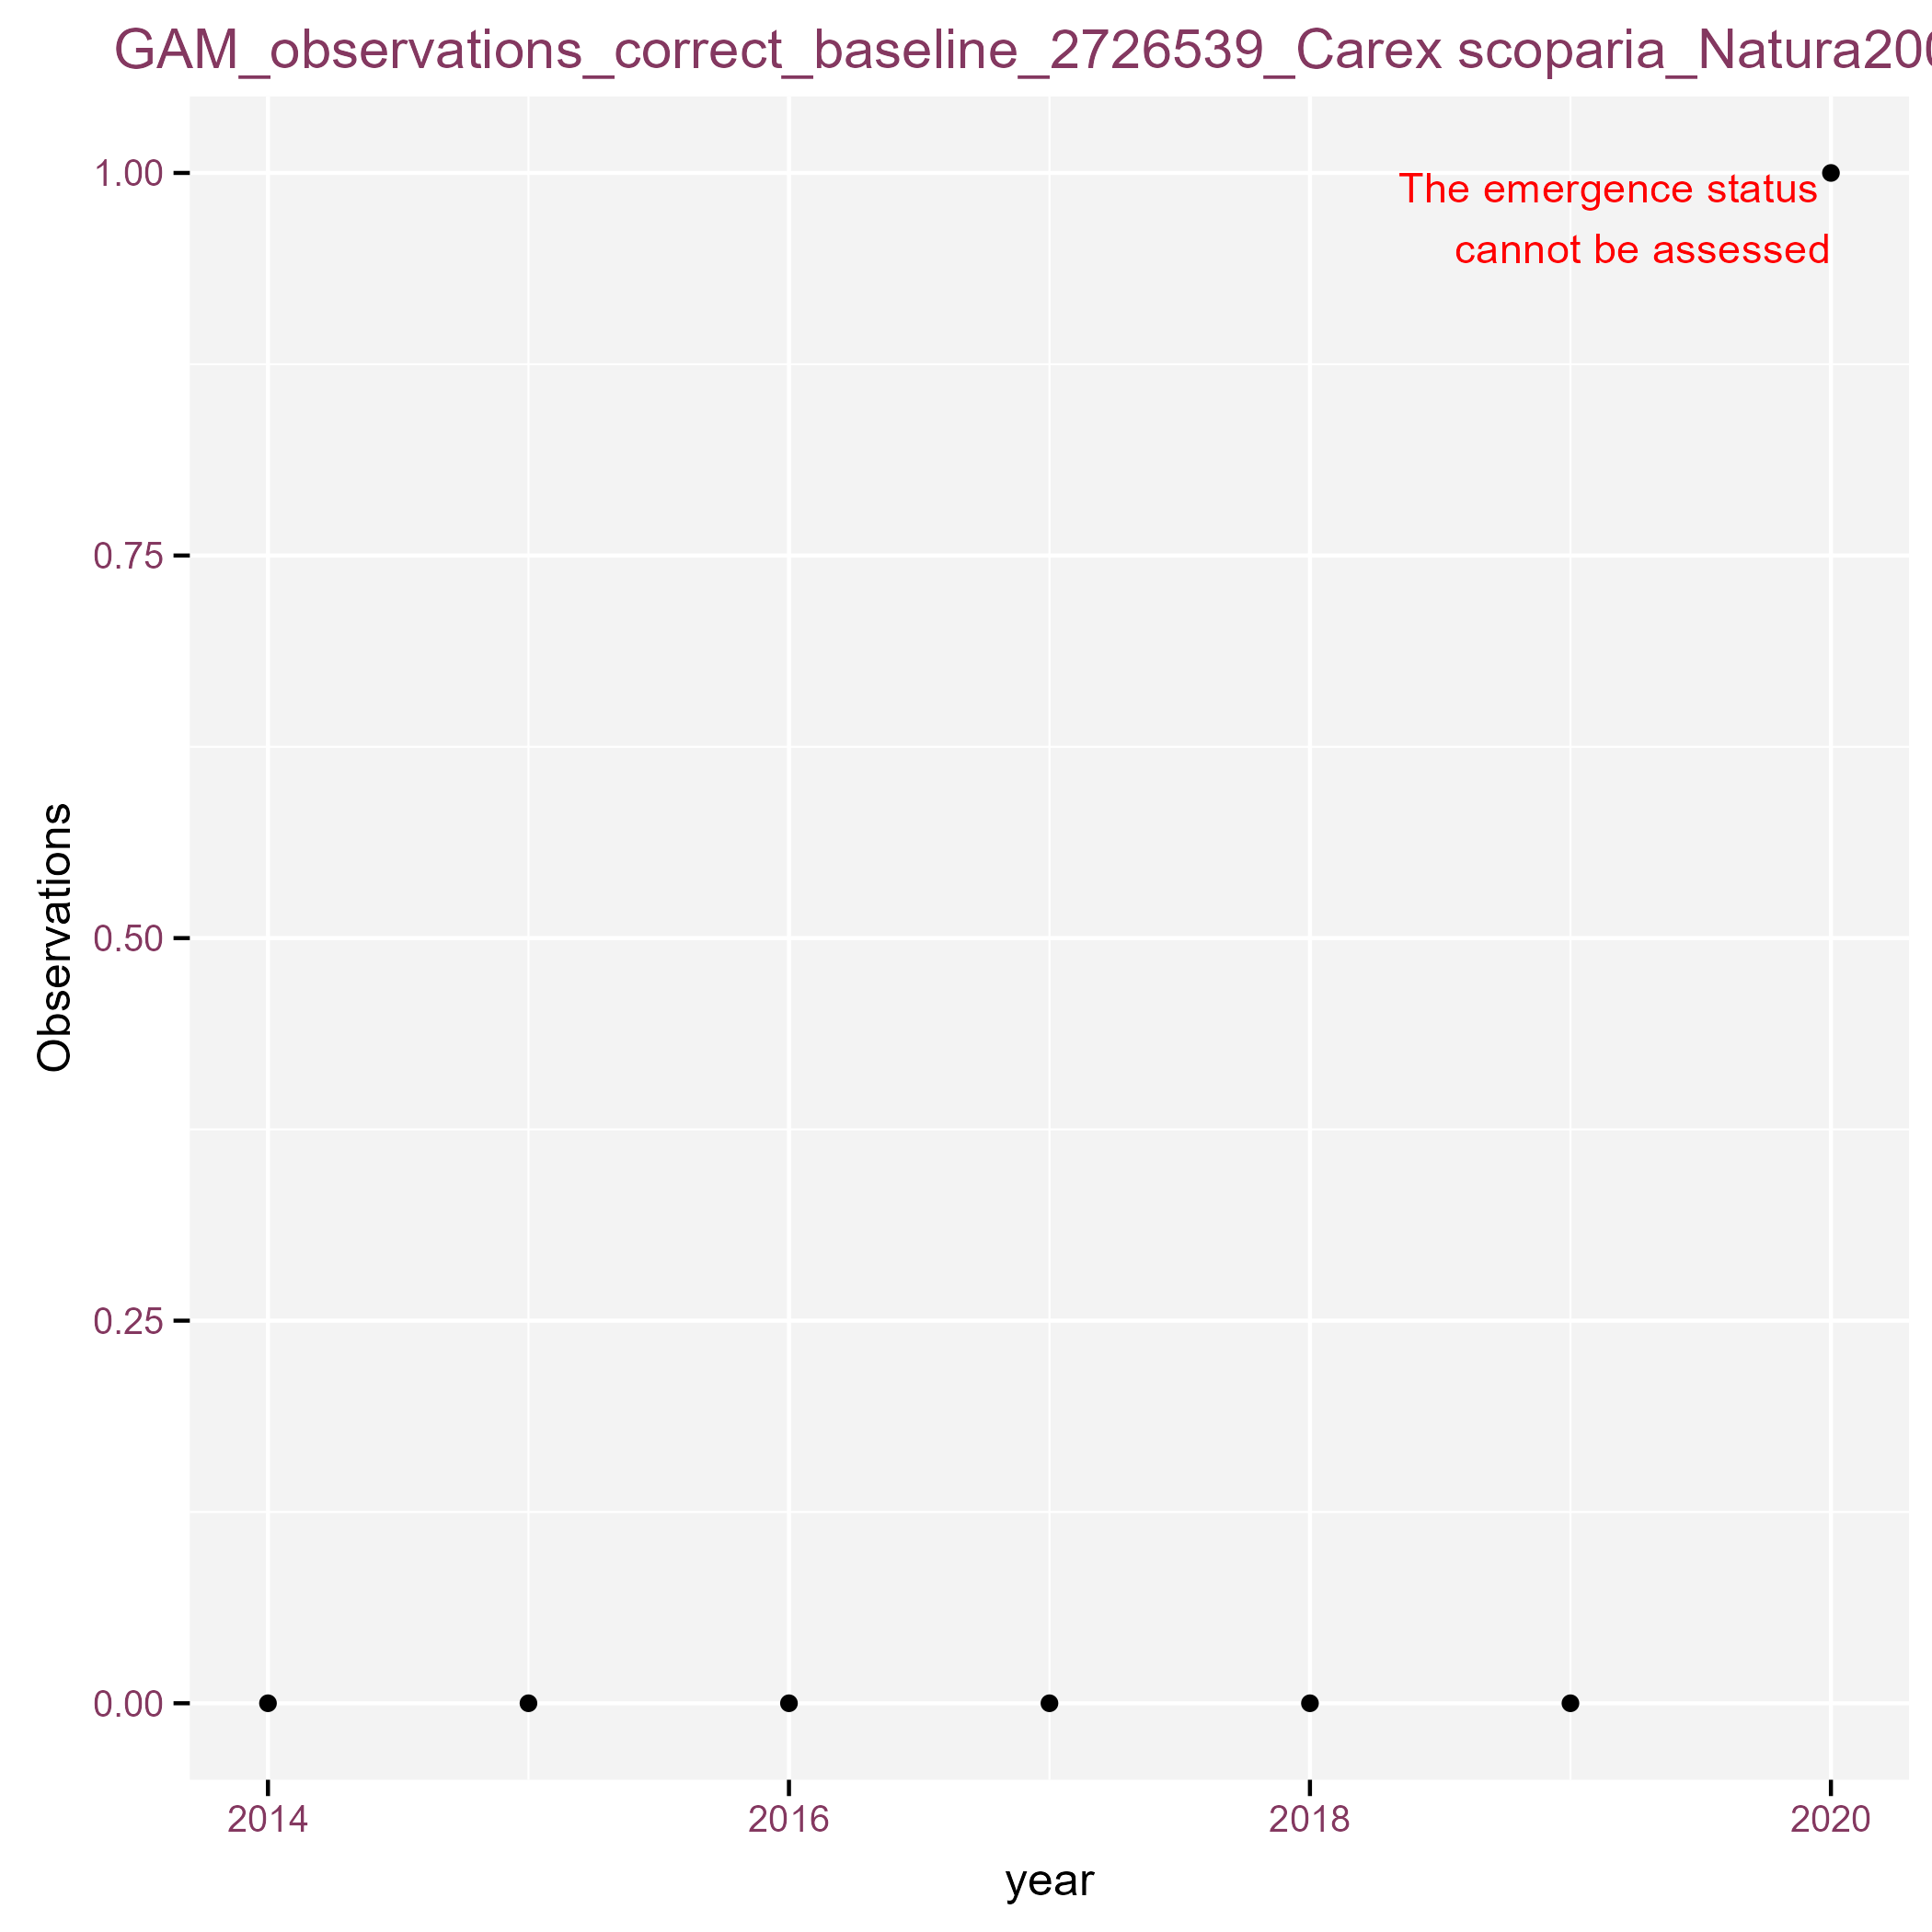 GAM_observations_correct_baseline_2726539_Carex scoparia_Natura200
1.00
The emergence status
cannot be assessed
0.75
0.50
0.25
0.00
Observations
2014 2016 2018 2020
year